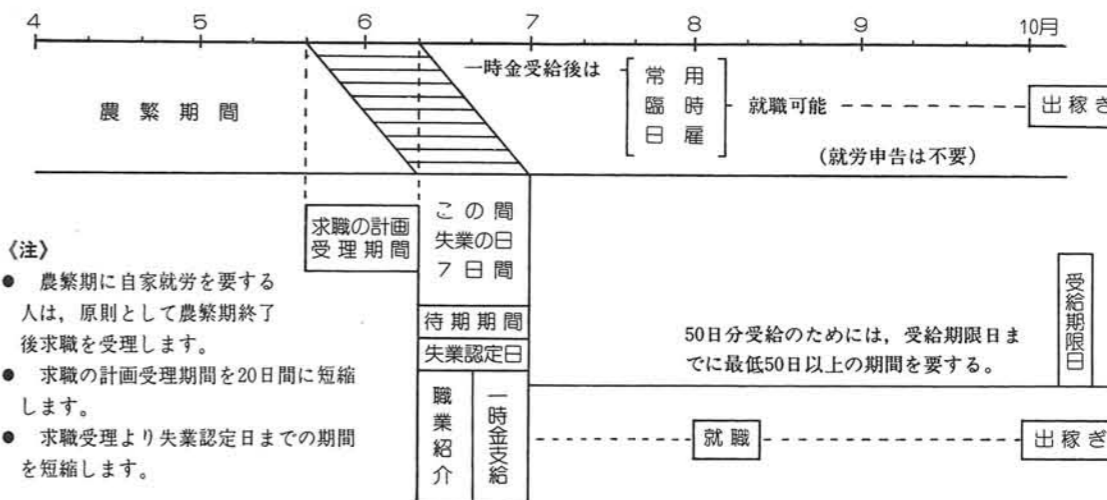 4 5 6 7 8 9 10月
農繁期間
一時金受給後は
常用
臨時
日雇
就職可能
出稼ぎ
(就労申告は不要)
求職の計画
受理期間
この間
失業の日
7日間
待期期間
失業認定日
職業紹介
一時金支給
《注》
● 農繁期に自家就労を要する
人は，原則として農繁期終了
後求職を受理します。
● 求職の計画受理期間を20日間に短縮
します。
● 求職受理より失業認定日までの期間
を短縮します。
50日分受給のためには，受給期限日ま
でに最低50日以上の期間を要する。
受給期限日
就職
出稼ぎ